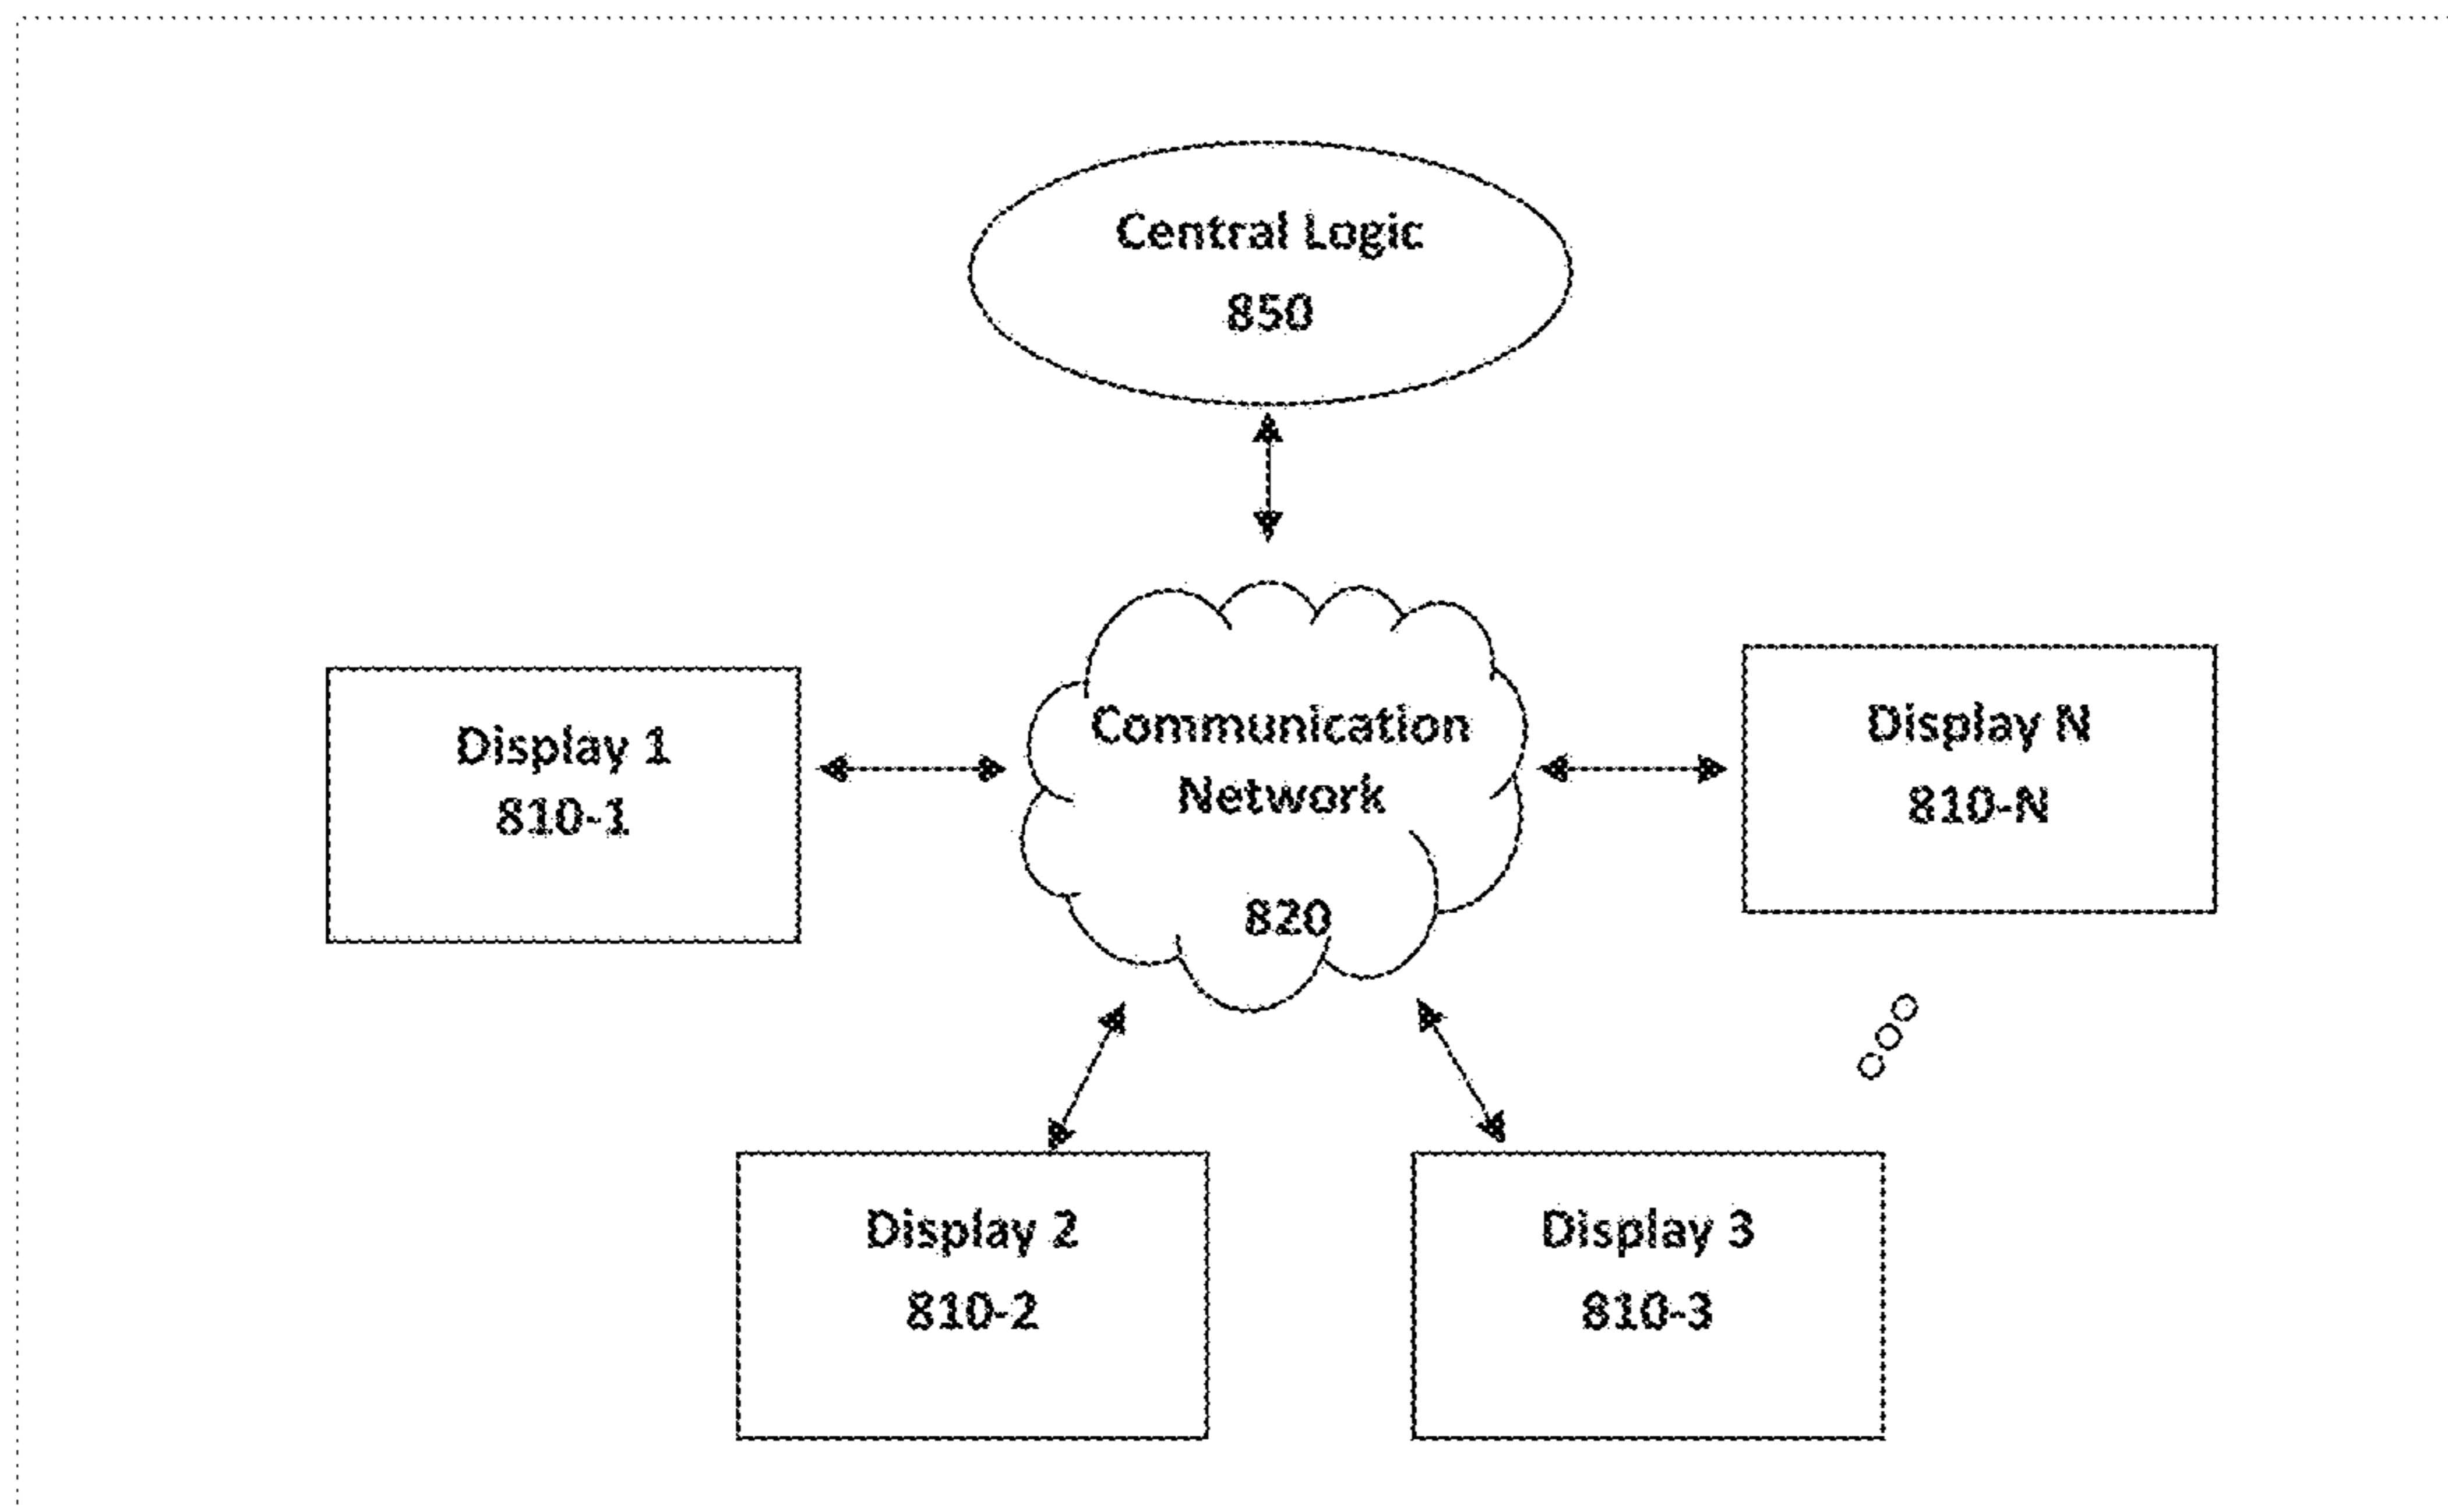 Central Logic
850
Communication
Network
820
Display 1
810-1
Display N
810-N
Display 2
810-2
Display 3
810-3